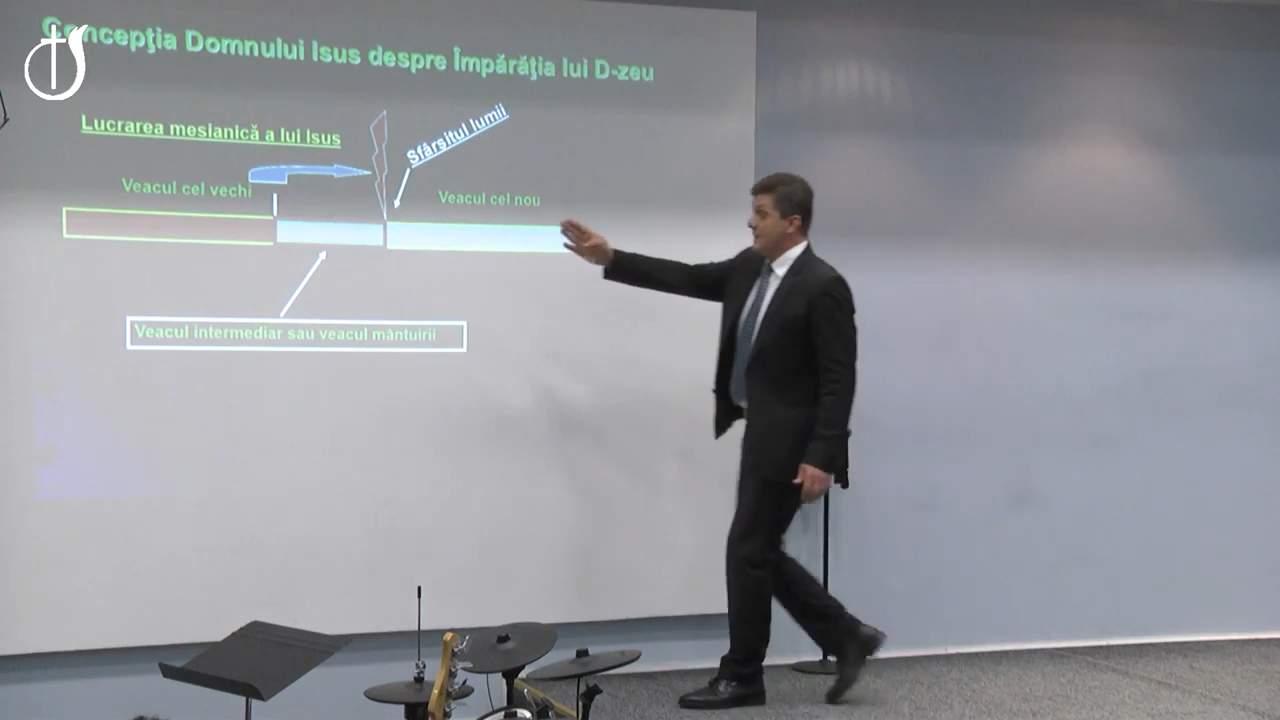 Concepţia Domnului Isus despre Împărăţia lui D-zeu
Lucrarea mesianică a lui Isus
Sfârşitul lumii
Veacul cel vechi
Veacul cel nou
Veacul intermediar sau veacul mântuirii